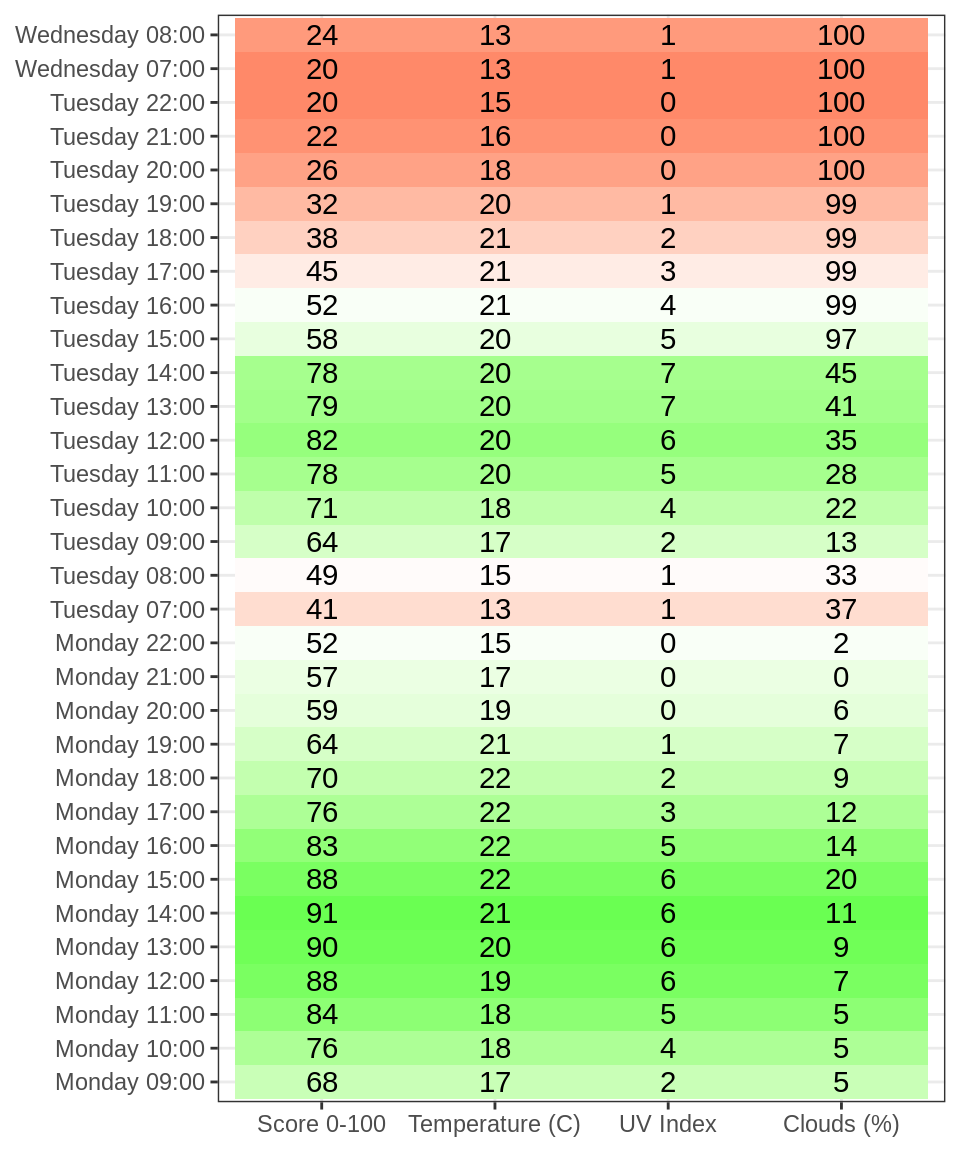 Wednesday 08:00 24 13 1 100
Wednesday 07:00 20 13 1 100
Tuesday 22:00 20 15 0 100
Tuesday 21:00 22 16 0 100
Tuesday 20:00 26 18 0 100
Tuesday 19:00 32 20 1 99
Tuesday 18:00 38 21 2 99
Tuesday 17:00 45 21 3 99
Tuesday 16:00 52 21 4 99
Tuesday 15:00 58 20 5 97
Tuesday 14:00 78 20 7 45
Tuesday 13:00 79 20 7 41
Tuesday 12:00 82 20 6 35
Tuesday 11:00 78 20 5 28
Tuesday 10:00 71 18 4 22
Tuesday 09:00 64 17 2 13
Tuesday 08:00 49 15 1 33
Tuesday 07:00 41 13 1 37
Monday 22:00 52 15 0 2
Monday 21:00 57 17 0 0
Monday 20:00 59 19 0 6
Monday 19:00 64 21 1 7
Monday 18:00 70 22 2 9
Monday 17:00 76 22 3 12
Monday 16:00 83 22 5 14
Monday 15:00 88 22 6 20
Monday 14:00 91 21 6 11
Monday 13:00 90 20 6 9
Monday 12:00 88 19 6 7
Monday 11:00 84 18 5 5
Monday 10:00 76 18 4 5
Monday 09:00 68 17 2 5
Score 0-100 Temperature (C) UV Index Clouds (%)